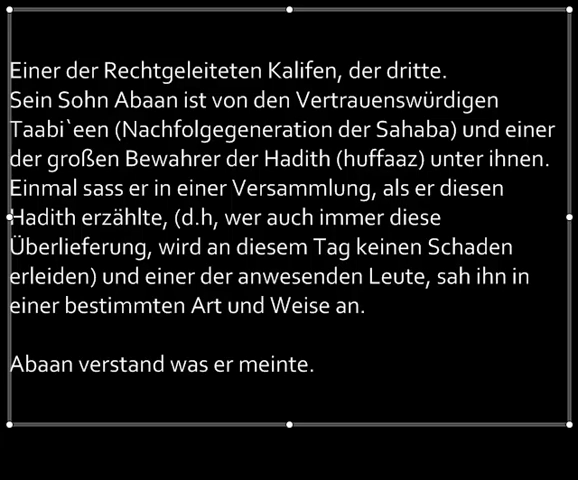 Einer der Rechtgeleiteten Kalifen, der dritte.
Sein Sohn Abaan ist von den Vertrauenswürdigen
Taabi`een (Nachfolgegeneration der Sahaba) und einer
der großen Bewahrer der Hadith (huffaaz) unter ihnen.
Einmal sass er in einer Versammlung, als er diesen
Hadith erzählte, (d.h, wer auch immer diese
Überlieferung, wird an diesem Tag keinen Schaden
erleiden) und einer der anwesenden Leute, sah ihn in
einer bestimmten Art und Weise an.
Abaan verstand was er meinte.